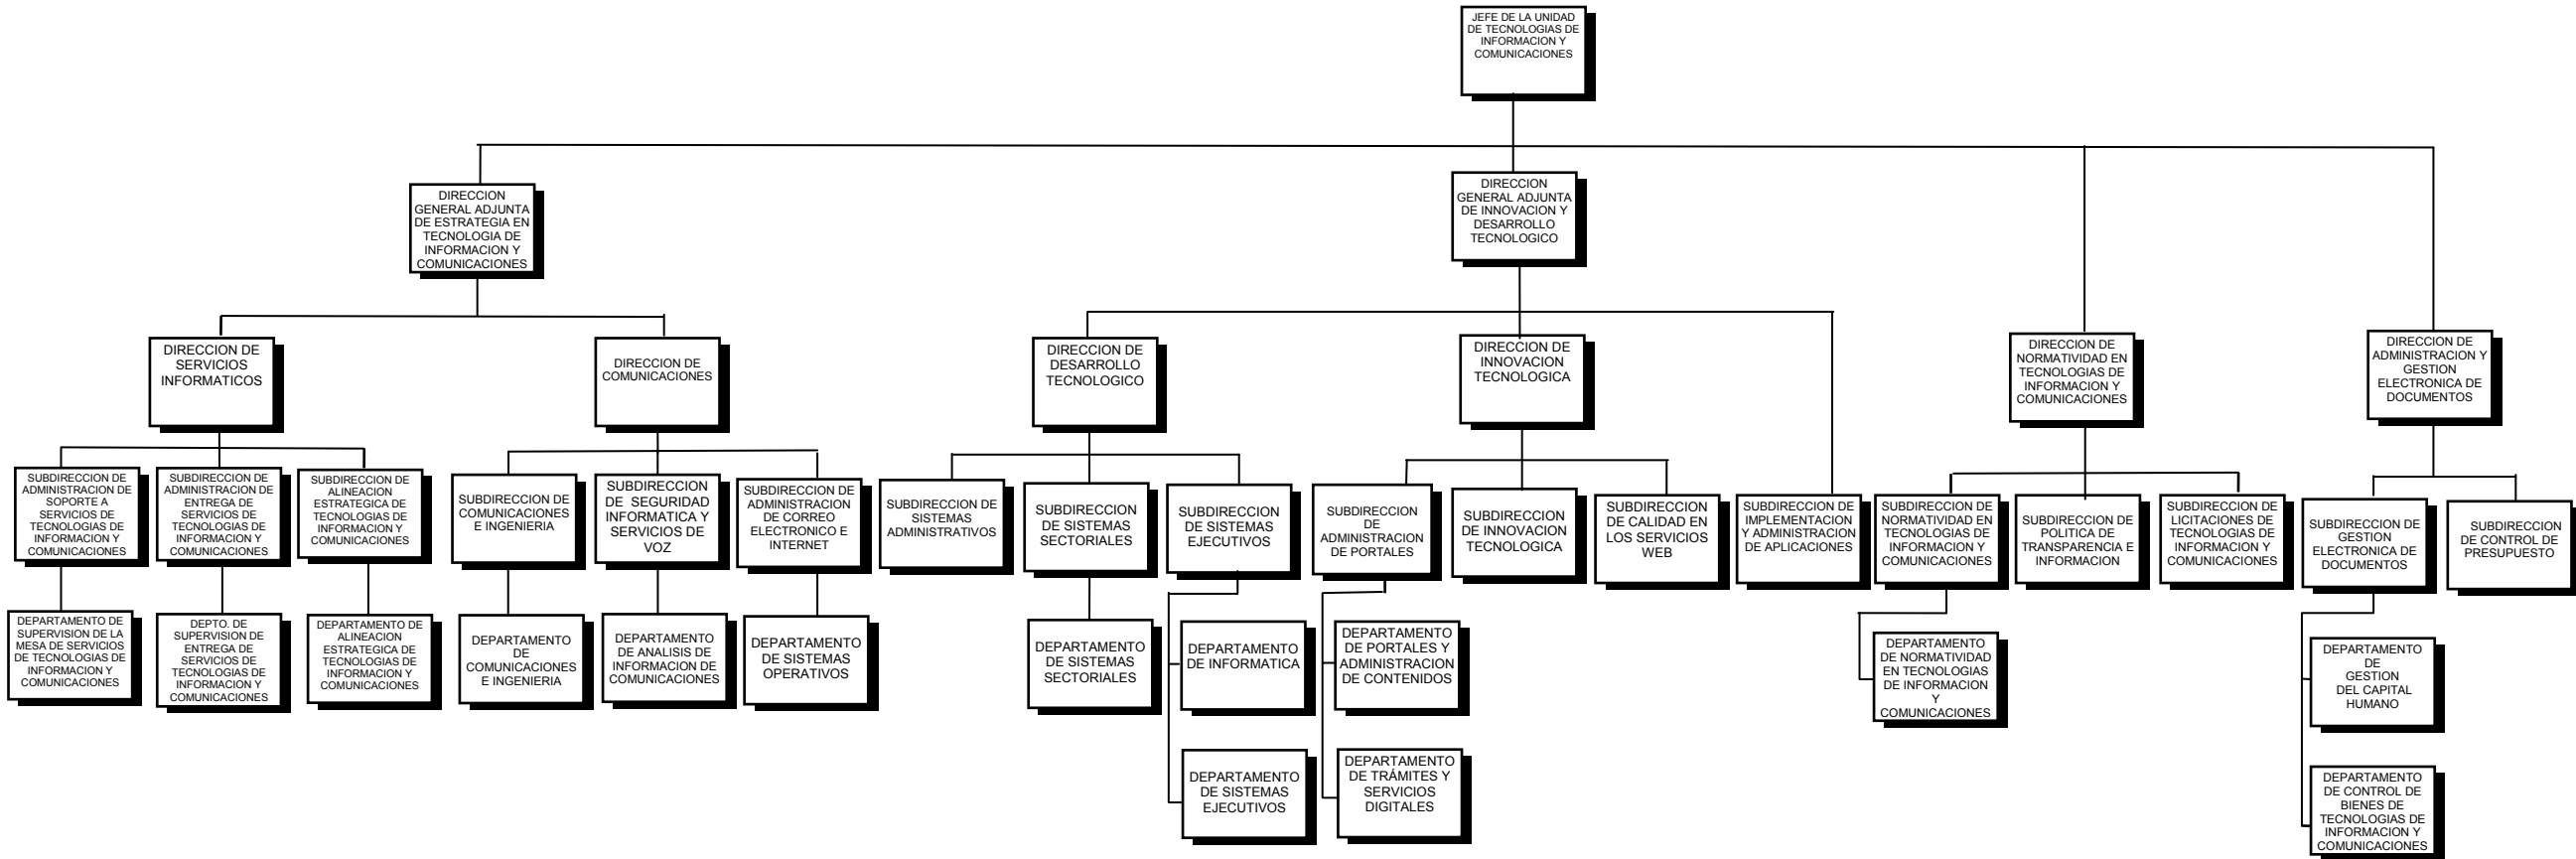 JEFE DE LA UNIDAD
DE TECNOLOGIAS DE
INFORMACION Y
COMUNICACIONES
DIRECCION
GENERAL ADJUNTA
DE ESTRATEGIA EN
TECNOLOGIA DE
INFORMACION Y
COMUNICACIONES
DIRECCION
GENERAL ADJUNTA
DE INNOVACION Y
DESARROLLO
TECNOLOGICO
DIRECCION DE
SERVICIOS
INFORMATICOS
DIRECCION DE
COMUNICACIONES
DIRECCION DE
DESARROLLO
TECNOLOGICO
DIRECCION DE
INNOVACION
TECNOLOGICA
DIRECCION DE
NORMATIVIDAD EN
TECNOLOGIAS DE
INFORMACION Y
COMUNICACIONES
DIRECCION DE
ADMINISTRACION Y
GESTION
ELECTRONICA DE
DOCUMENTOS
SUBDIRECCION DE
ADMINISTRACION DE
SOPORTE A
SERVICIOS DE
TECNOLOGIAS DE
INFORMACION Y
COMUNICACIONES
SUBDIRECCION DE
ADMINISTRACION DE
ENTREGA DE
SERVICIOS DE
TECNOLOGIAS DE
INFORMACION Y
COMUNICACIONES
SUBDIRECCION DE
ALINEACION
ESTRATEGICA DE
TECNOLOGIAS DE
INFORMACION Y
COMUNICACIONES
SUBDIRECCION DE
COMUNICACIONES
E INGENIERIA
SUBDIRECCION
DE SEGURIDAD
INFORMATICA Y
SERVICIOS DE
VOZ
SUBDIRECCION DE
ADMINISTRACION
DE CORREO
ELECTRONICO E
INTERNET
SUBDIRECCION DE
SISTEMAS
ADMINISTRATIVOS
SUBDIRECCION
DE SISTEMAS
SECTORIALES
SUBDIRECCION
DE SISTEMAS
EJECUTIVOS
SUBDIRECCION
DE
ADMINISTRACION
DE PORTALES
SUBDIRECCION
DE INNOVACION
TECNOLOGICA
SUBDIRECCION
DE CALIDAD EN
LOS SERVICIOS
WEB
SUBDIRECCION DE
IMPLEMENTACION
Y ADMINISTRACION
DE APLICACIONES
SUBDIRECCION DE
NORMATIVIDAD EN
TECNOLOGIAS DE
INFORMACION Y
COMUNICACIONES
SUBDIRECCION DE
POLITICA DE
TRANSPARENCIA E
INFORMACION
SUBDIRECCION DE
LICITACIONES DE
TECNOLOGIAS DE
INFORMACION Y
COMUNICACIONES
SUBDIRECCION DE
GESTION
ELECTRONICA DE
DOCUMENTOS
SUBDIRECCION
DE CONTROL DE
PRESUPUESTO
DEPARTAMENTO DE
SUPERVISION DE LA
MESA DE SERVICIOS
DE TECNOLOGIAS DE
INFORMACION Y
COMUNICACIONES
DEPTO. DE
SUPERVISION DE
ENTREGA DE
SERVICIOS DE
TECNOLOGIAS DE
INFORMACION Y
COMUNICACIONES
DEPARTAMENTO DE
ALINEACION
ESTRATEGICA DE
TECNOLOGIAS DE
INFORMACION Y
COMUNICACIONES
DEPARTAMENTO
DE
COMUNICACIONES
E INGENIERIA
DEPARTAMENTO
DE ANALISIS DE
INFORMACION DE
COMUNICACIONES
DEPARTAMENTO
DE SISTEMAS
OPERATIVOS
DEPARTAMENTO
DE SISTEMAS
SECTORIALES
DEPARTAMENTO
DE INFORMATICA
DEPARTAMENTO
DE PORTALES Y
ADMINISTRACION
DE CONTENIDOS
DEPARTAMENTO
DE NORMATIVIDAD
EN TECNOLOGIAS
DE INFORMACION
Y
COMUNICACIONES
DEPARTAMENTO
DE
GESTION
DEL CAPITAL
HUMANO
DEPARTAMENTO
DE SISTEMAS
EJECUTIVOS
DEPARTAMENTO
DE TRÁMITES Y
SERVICIOS
DIGITALES
DEPARTAMENTO
DE CONTROL DE
BIENES DE
TECNOLOGIAS DE
INFORMACION Y
COMUNICACIONES